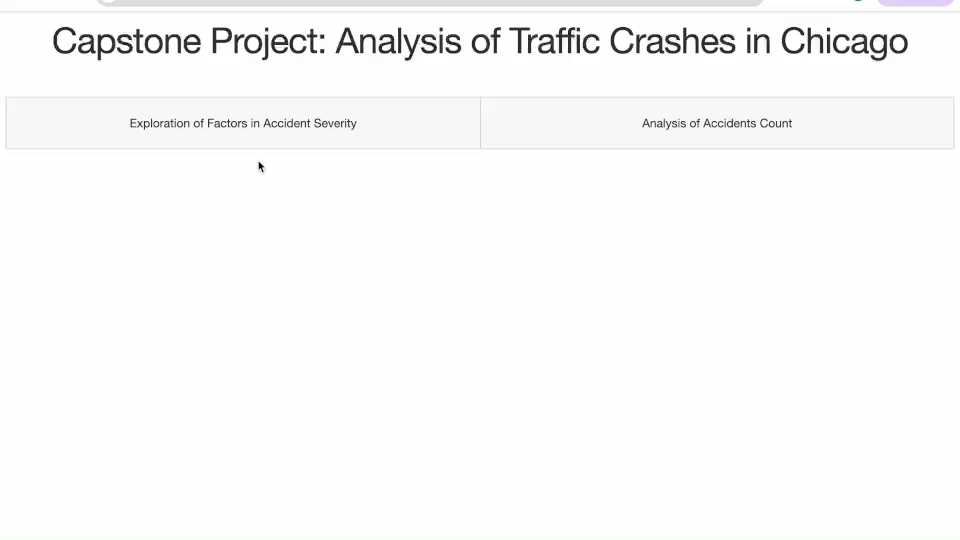 Capstone Project: Analysis of Traffic Crashes in Chicago
Exploration of Factors in Accident Severity
Analysis of Accidents Count